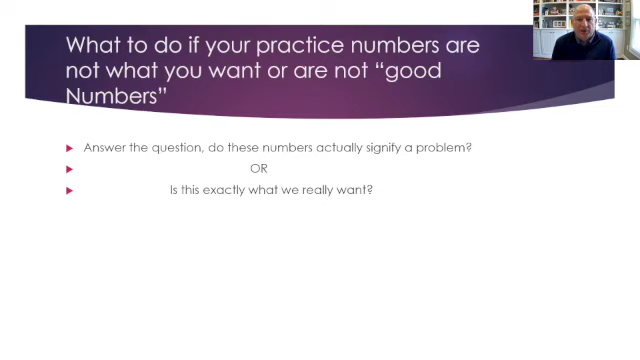 What to do if your practice numbers are
not what you want or are not “good
Numbers”
Answer the question, do these numbers actually signify a problem?
OR
Is this exactly what we really want?